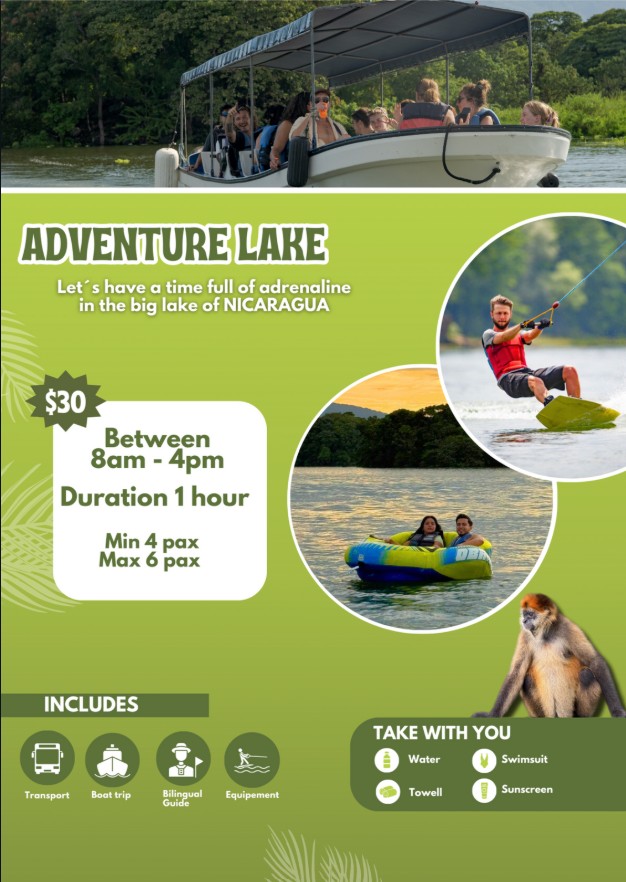 ADVENTURE LAKE
Let´s have a time full of adrenaline
in the big lake of NICARAGUA
$30
Between
8am - 4pm
Duration 1 hour
Min 4 pax
Max 6 pax
INCLUDES
Transport
Boat trip
Bilingual
Guide
Equipement
TAKE WITH YOU
Water
Swimsuit
Towell
Sunscreen